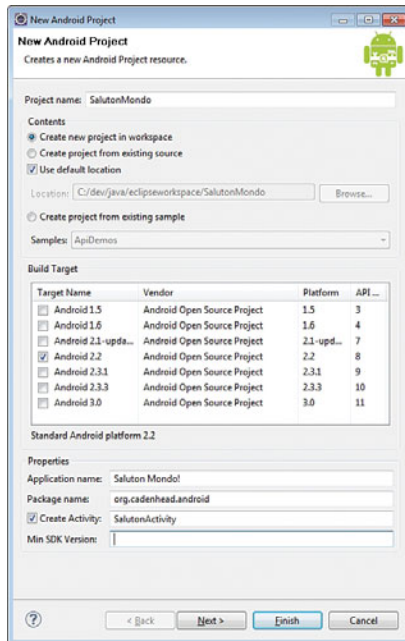 New Android Project
New Android Project
Creates a new Android Project resource.
Project name: SalutonMondo
Contents
Create new project in workspace
Create project from existing source
Use default location
Location: C:/dev/java/eclipseworkspace/SalutonMondo Browse...
Create project from existing sample
Samples: ApiDemos
Build Target
Target Name Vendor Platform API ...
Android 1.5 Android Open Source Project 1.5 3
Android 1.6 Android Open Source Project 1.6 4
Android 2.1-upda... Android Open Source Project 2.1-upd... 7
Android 2.2 Android Open Source Project 2.2 8
Android 2.3.1 Android Open Source Project 2.3.1 9
Android 2.3.3 Android Open Source Project 2.3.3 10
Android 3.0 Android Open Source Project 3.0 11
Standard Android platform 2.2
Properties
Application name: Saluton Mondo!
Package name: org.cadenhead.android
Create Activity: SalutonActivity
Min SDK Version:
? < Back Next > Finish Cancel